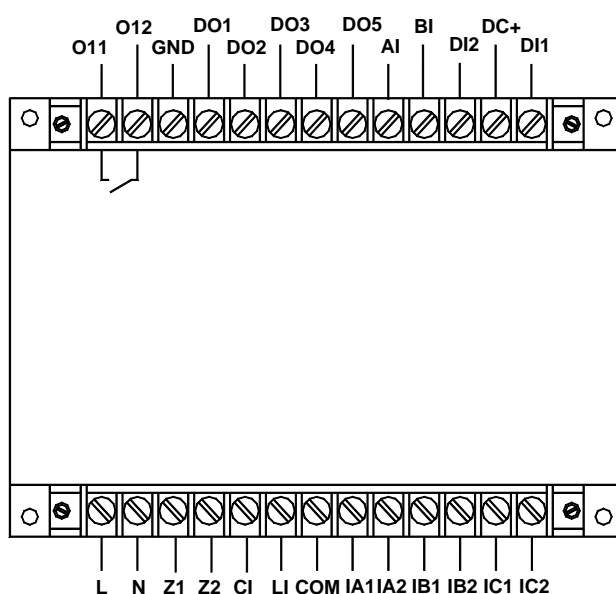 O11 O12 GND DO1 DO2 DO3 DO4 DO5 AI BI DI2 DC+ DI1
L N Z1 Z2 CI LI COM IA1 IA2 IB1 IB2 IC1 IC2